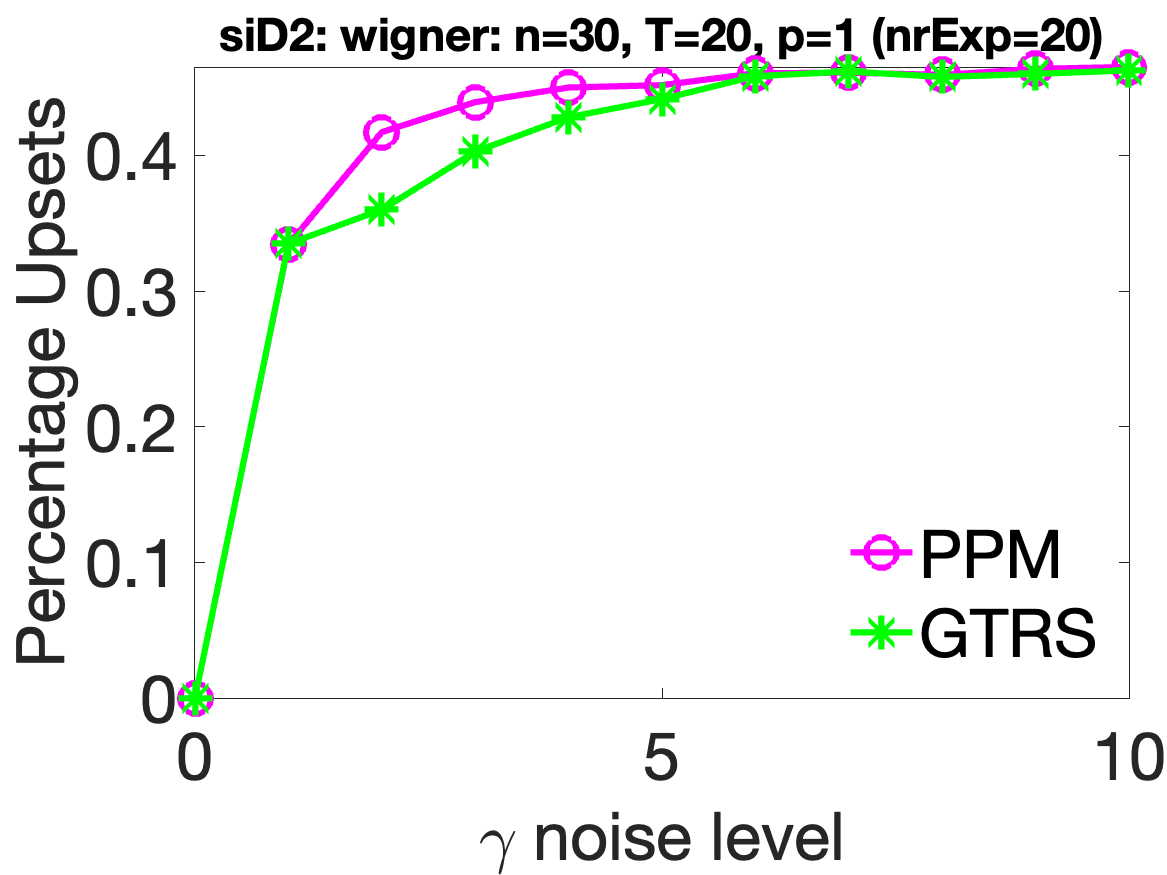 siD2: wigner: n=30, T=20, p=1 (nrExp=20)
Percentage Upsets
0.4
0.3
0.2
0.1
0
PPM
GTRS
0 5 10
γ noise level